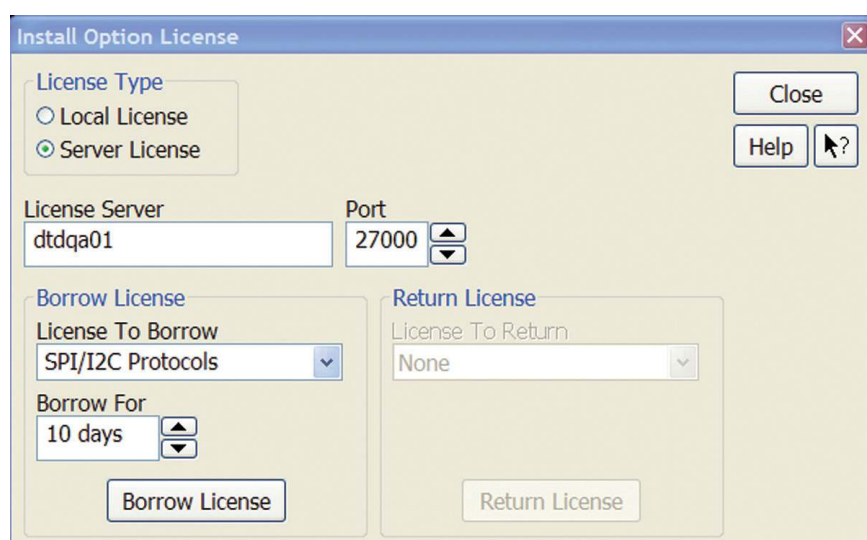 Install Option License
License Type
Local License
Server License
Close
Help
?
License Server
dtdqa01
Port
27000
Borrow License
License To Borrow
SPI/I2C Protocols
Borrow For
10 days
Borrow License
Return License
License To Return
None
Return License